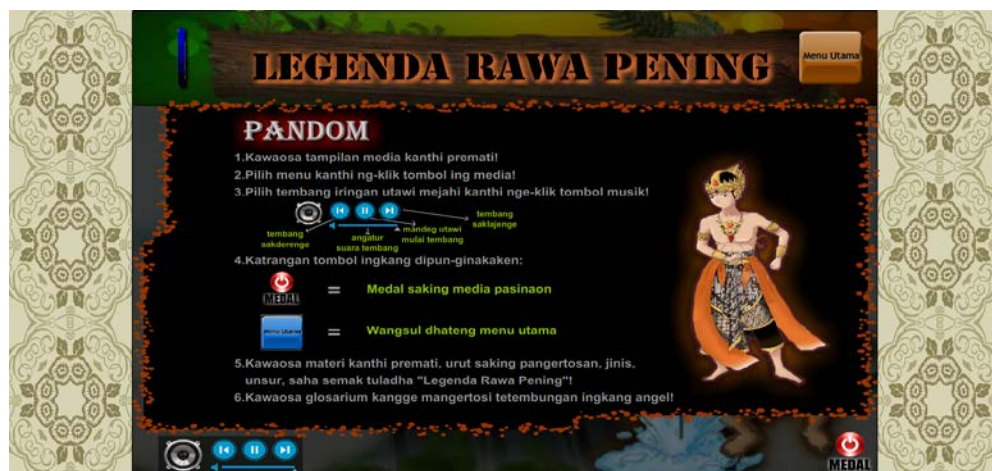 LEGENDA RAWA PENING
Menu Utama
PANDOM
1.Kawaosa tampilan media kanthi premati!
2.Pilih menu kanthi ng-klik tombol ing media!
3.Pilih tembang iringan utawi mejahi kanthi nge-klik tombol musik!
tembang
saklajenge
tembang
sakderenge
angatur
suara tembang
mandeg utawi
mulai tembang
4.Katrangan tombol ingkang dipun-ginakaken:
MEDAL
= Medal saking media pasinaon
Menu Utama
= Wangsul dhateng menu utama
5.Kawaosa materi kanthi premati, urut saking pangertosan, jinis,
unsur, saha semak tuladha "Legenda Rawa Pening"!
6.Kawaosa glosarium kangge mangertosi tetembungan ingkang angel!
MEDAL